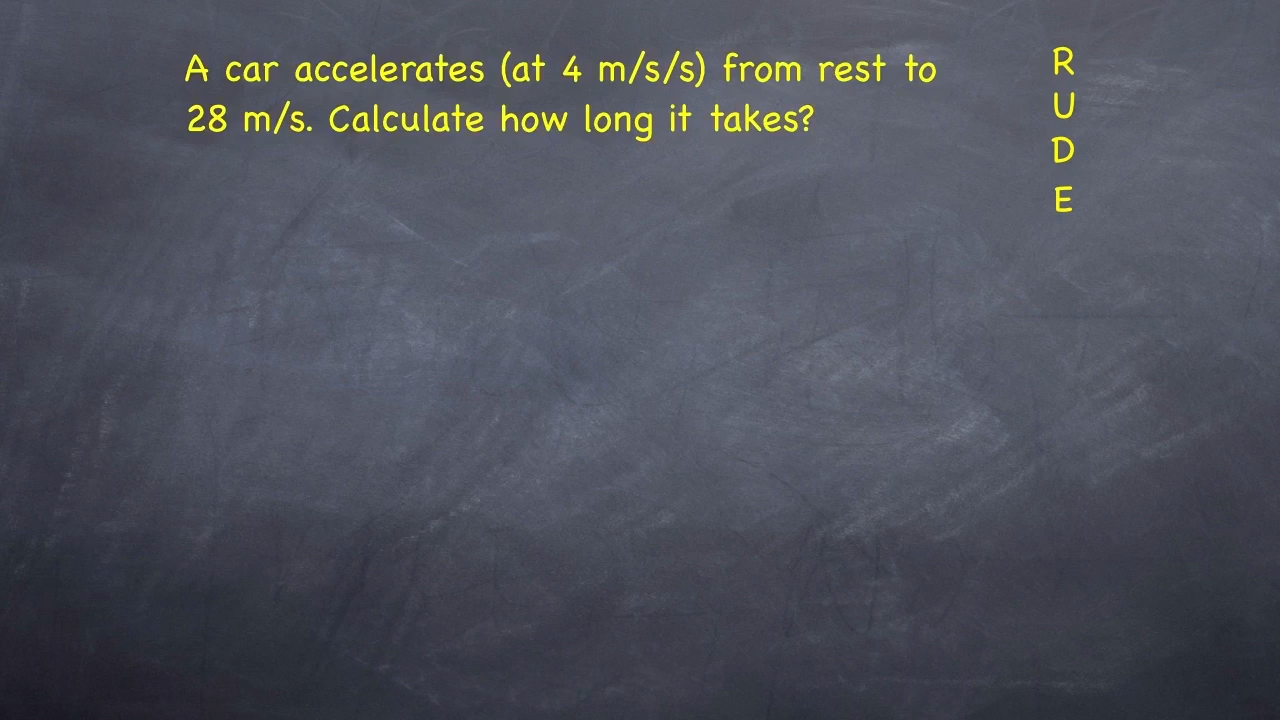 A car accelerates (at 4 m/s/s) from rest to
28 m/s. Calculate how long it takes?
R
U
D
E